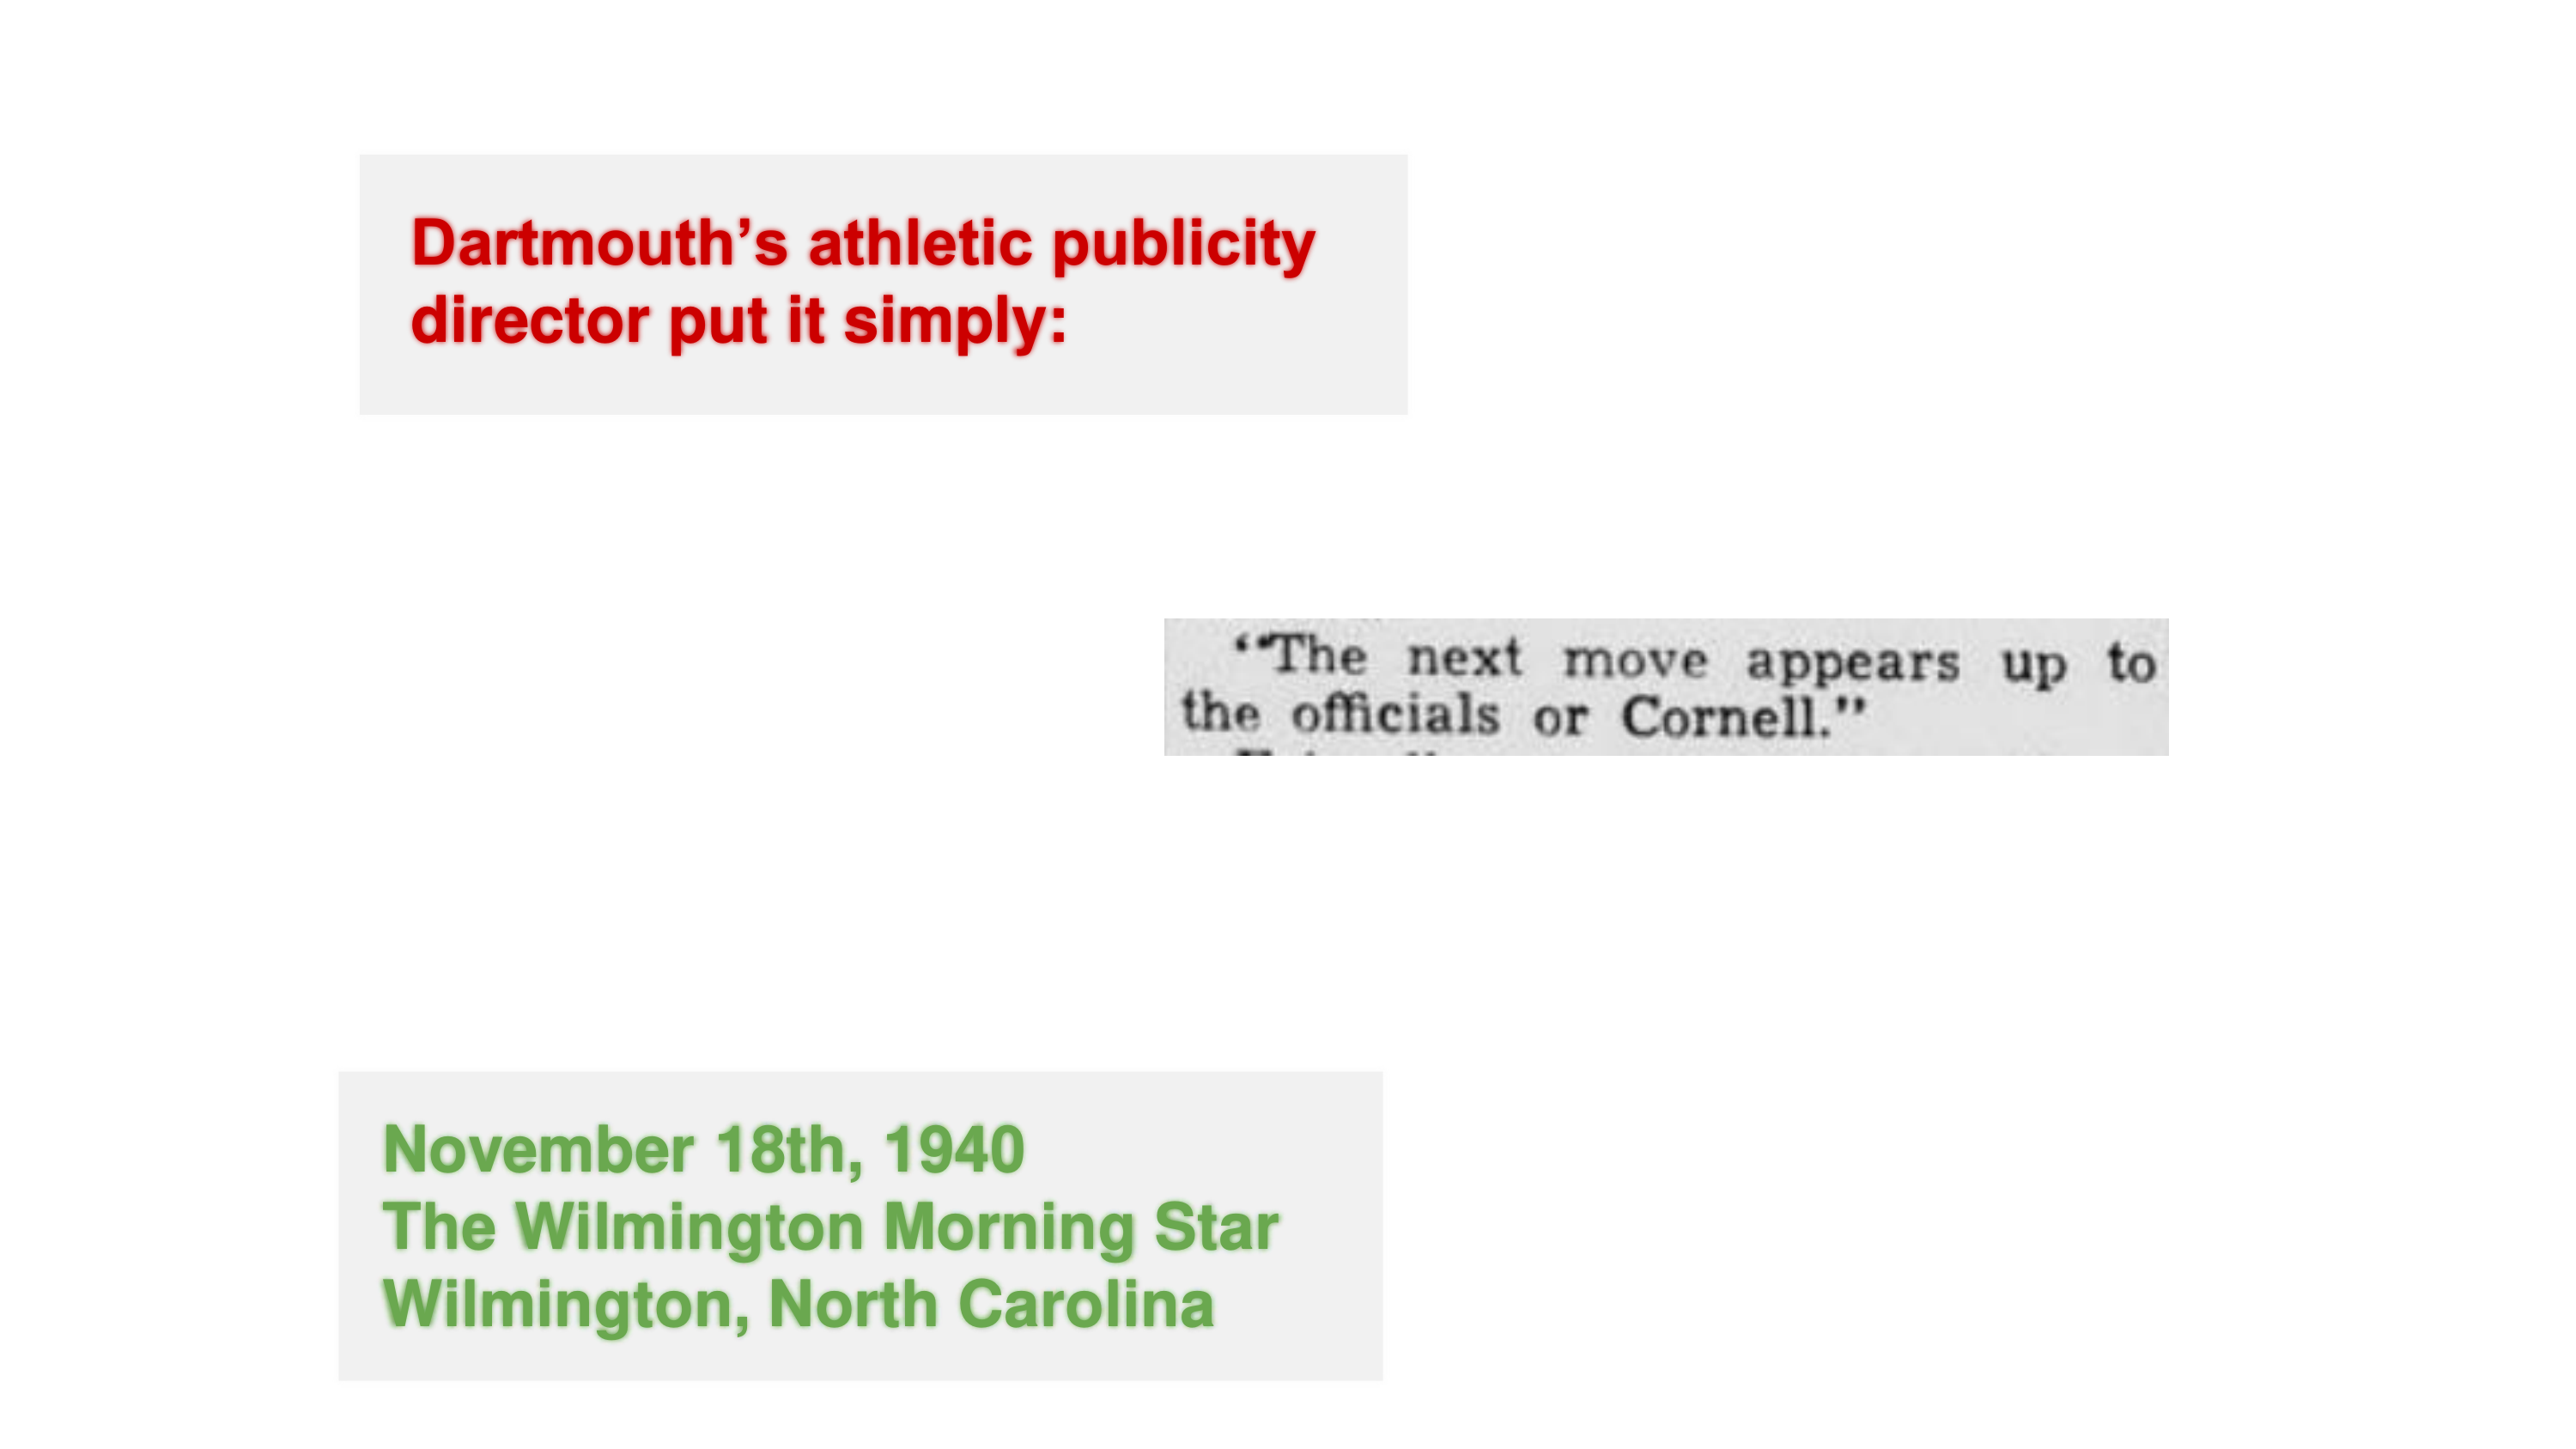 Dartmouth’s athletic publicity
director put it simply:
“The next move appears up to
the officials or Cornell.”
November 18th, 1940
The Wilmington Morning Star
Wilmington, North Carolina